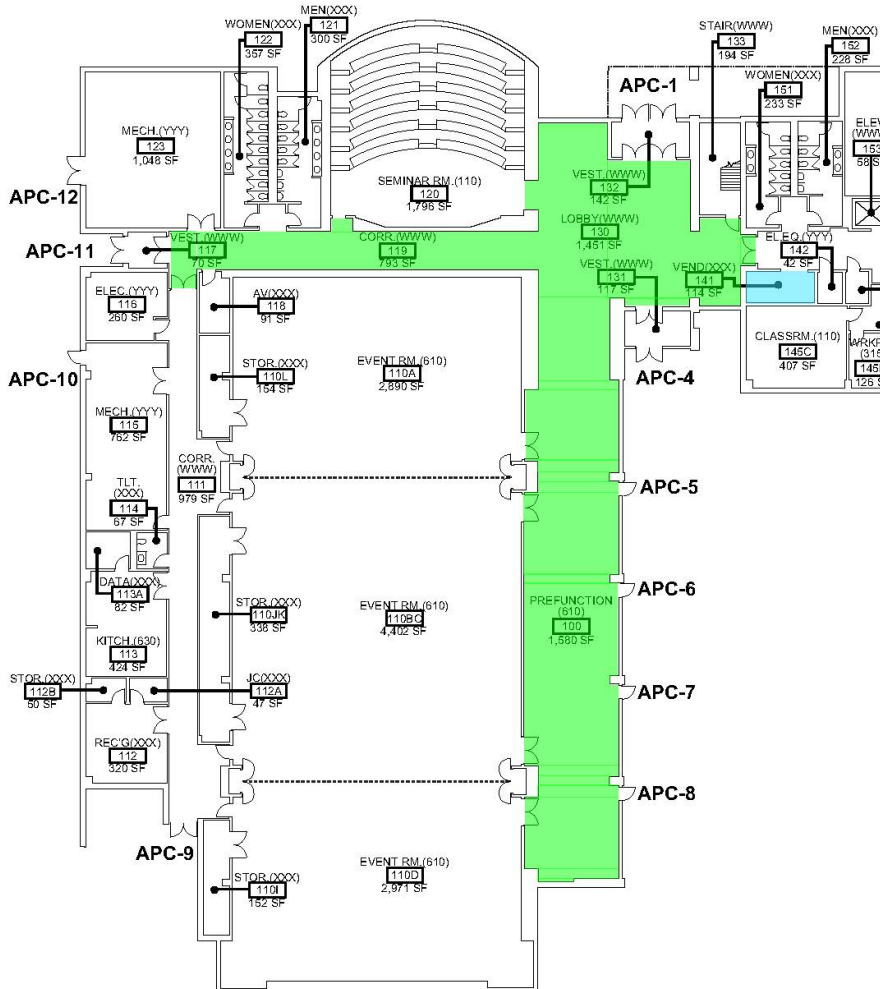 MEN(XXX)
121
300 SF
WOMEN(XXX)
122
357 SF
STAIR(WWW)
133
194 SF
MEN(XXX)
152
228 SF
APC-1
WOMEN(XXX)
151
233 SF
MECH.(YYY)
123
1,048 SF
153
58 S
SEMINAR RM.(110)
120
1,796 SF
VEST.(WWW)
132
142 SF
APC-12
LOBBY(WWW)
130
1,451 SF
APC-11
VEST.(WWW)
117
70 SF
CORR.(WWW)
119
793 SF
ELEQ.(YYY)
142
42 SF
VEST.(WWW)
131
117 SF
VEND(XXX)
141
114 SF
ELEC.(YYY)
116
260 SF
AV(XXX)
118
91 SF
CLASSRM.(110)
145C
407 SF
126 S
APC-10
STOR.(XXX)
110L
154 SF
EVENT RM.(610)
110A
2,890 SF
APC-4
MECH.(YYY)
115
762 SF
CORR.
(WWW)
111
979 SF
TLT.
(XXX)
114
67 SF
APC-5
DATA(XXX)
113A
82 SF
APC-6
STOR.(XXX)
110JK
338 SF
EVENT RM.(610)
110BC
4,402 SF
PREFUNCTION
(610)
100
1,580 SF
KITCH.(630)
113
424 SF
STOR.(XXX)
112B
50 SF
JC(XXX)
112A
47 SF
APC-7
REC'G(XXX)
112
320 SF
APC-8
APC-9
EVENT RM.(610)
110D
2,971 SF
STOR.(XXX)
110I
152 SF